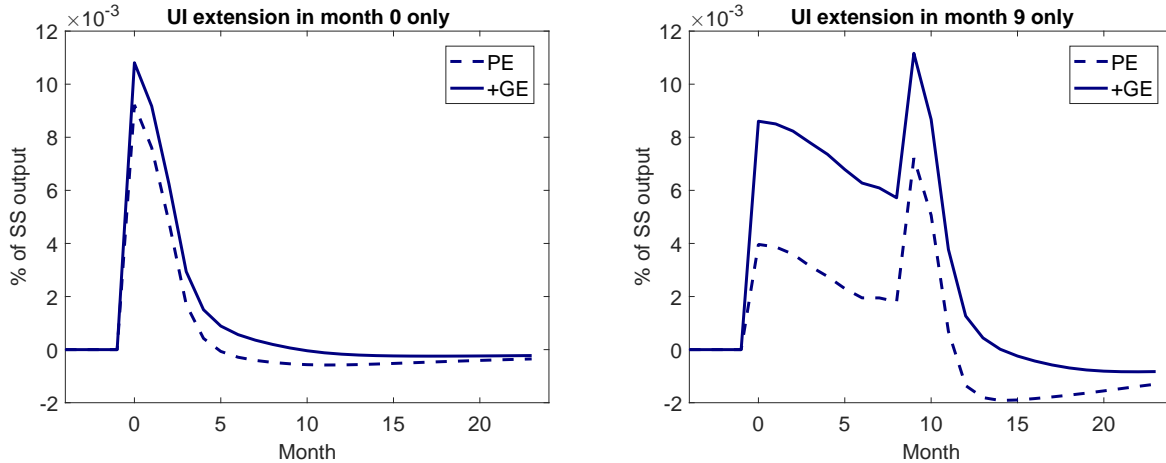 UI extension in month 0 only
×10⁻³
12
10
8
6
4
2
0
-2
% of SS output
0
5
10
15
20
Month
PE
+GE
UI extension in month 9 only
×10⁻³
12
10
8
6
4
2
0
-2
% of SS output
0
5
10
15
20
Month
PE
+GE